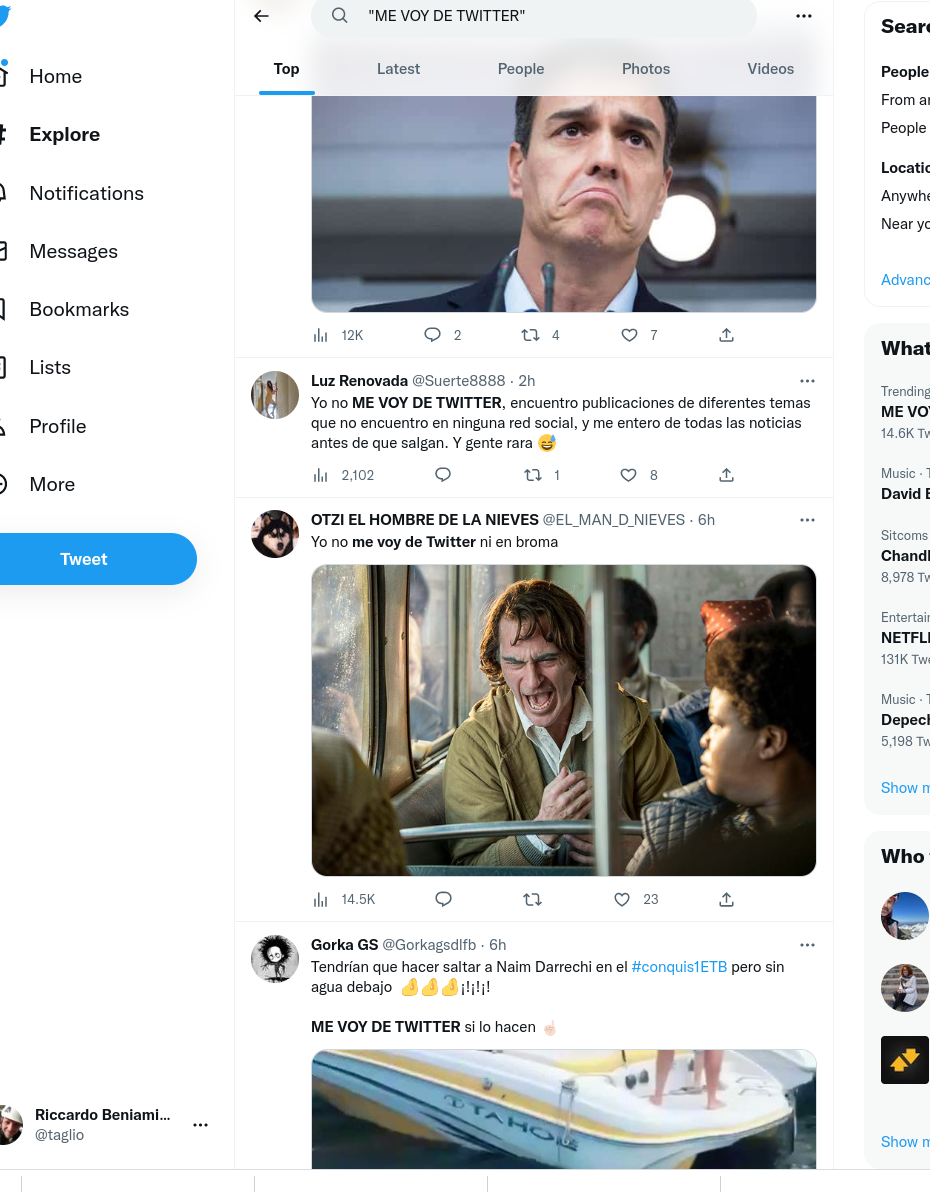 "ME VOY DE TWITTER"
Top Latest People Photos Videos
Home
Explore
Notifications
Messages
Bookmarks
Lists
Profile
More
Tweet
Riccardo Beniami...
@taglio
12K 2 4 7
Luz Renovada @Suerte8888 · 2h
Yo no ME VOY DE TWITTER, encuentro publicaciones de diferentes temas
que no encuentro en ninguna red social, y me entero de todas las noticias
antes de que salgan. Y gente rara 😅
2,102 1 8
OTZI EL HOMBRE DE LA NIEVES @EL_MAN_D_NIEVES · 6h
Yo no me voy de Twitter ni en broma
14.5K 23
Gorka GS @Gorkagsdlfb · 6h
Tendrían que hacer saltar a Naim Darrechi en el #conquis1ETB pero sin
agua debajo 🫸🫸🫸¡!¡!¡!
ME VOY DE TWITTER si lo hacen ☝🏻
TAHOE
Sear
People
From a
People
Locatio
Anywhe
Near yo
Advanc
What
Trending
ME VO
14.6K Tw
Music · T
David
Sitcoms
Chandl
8,978 Tw
Entertai
NETFL
131K Twe
Music · T
Depech
5,198 Tw
Show m
Who
Show m